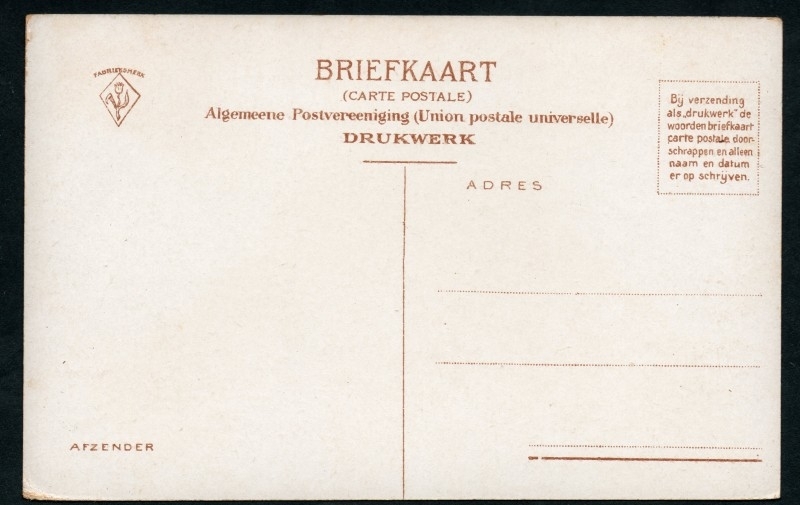 FABRIEKSMERK
BRIEFKAART
(CARTE POSTALE)
Algemeene Postvereeniging (Union postale universelle)
DRUKWERK
Bij verzending
als „drukwerk" de
woorden briefkaart
carte postale door-
schrappen en alleen
naam en datum
er op schrijven.
ADRES
AFZENDER